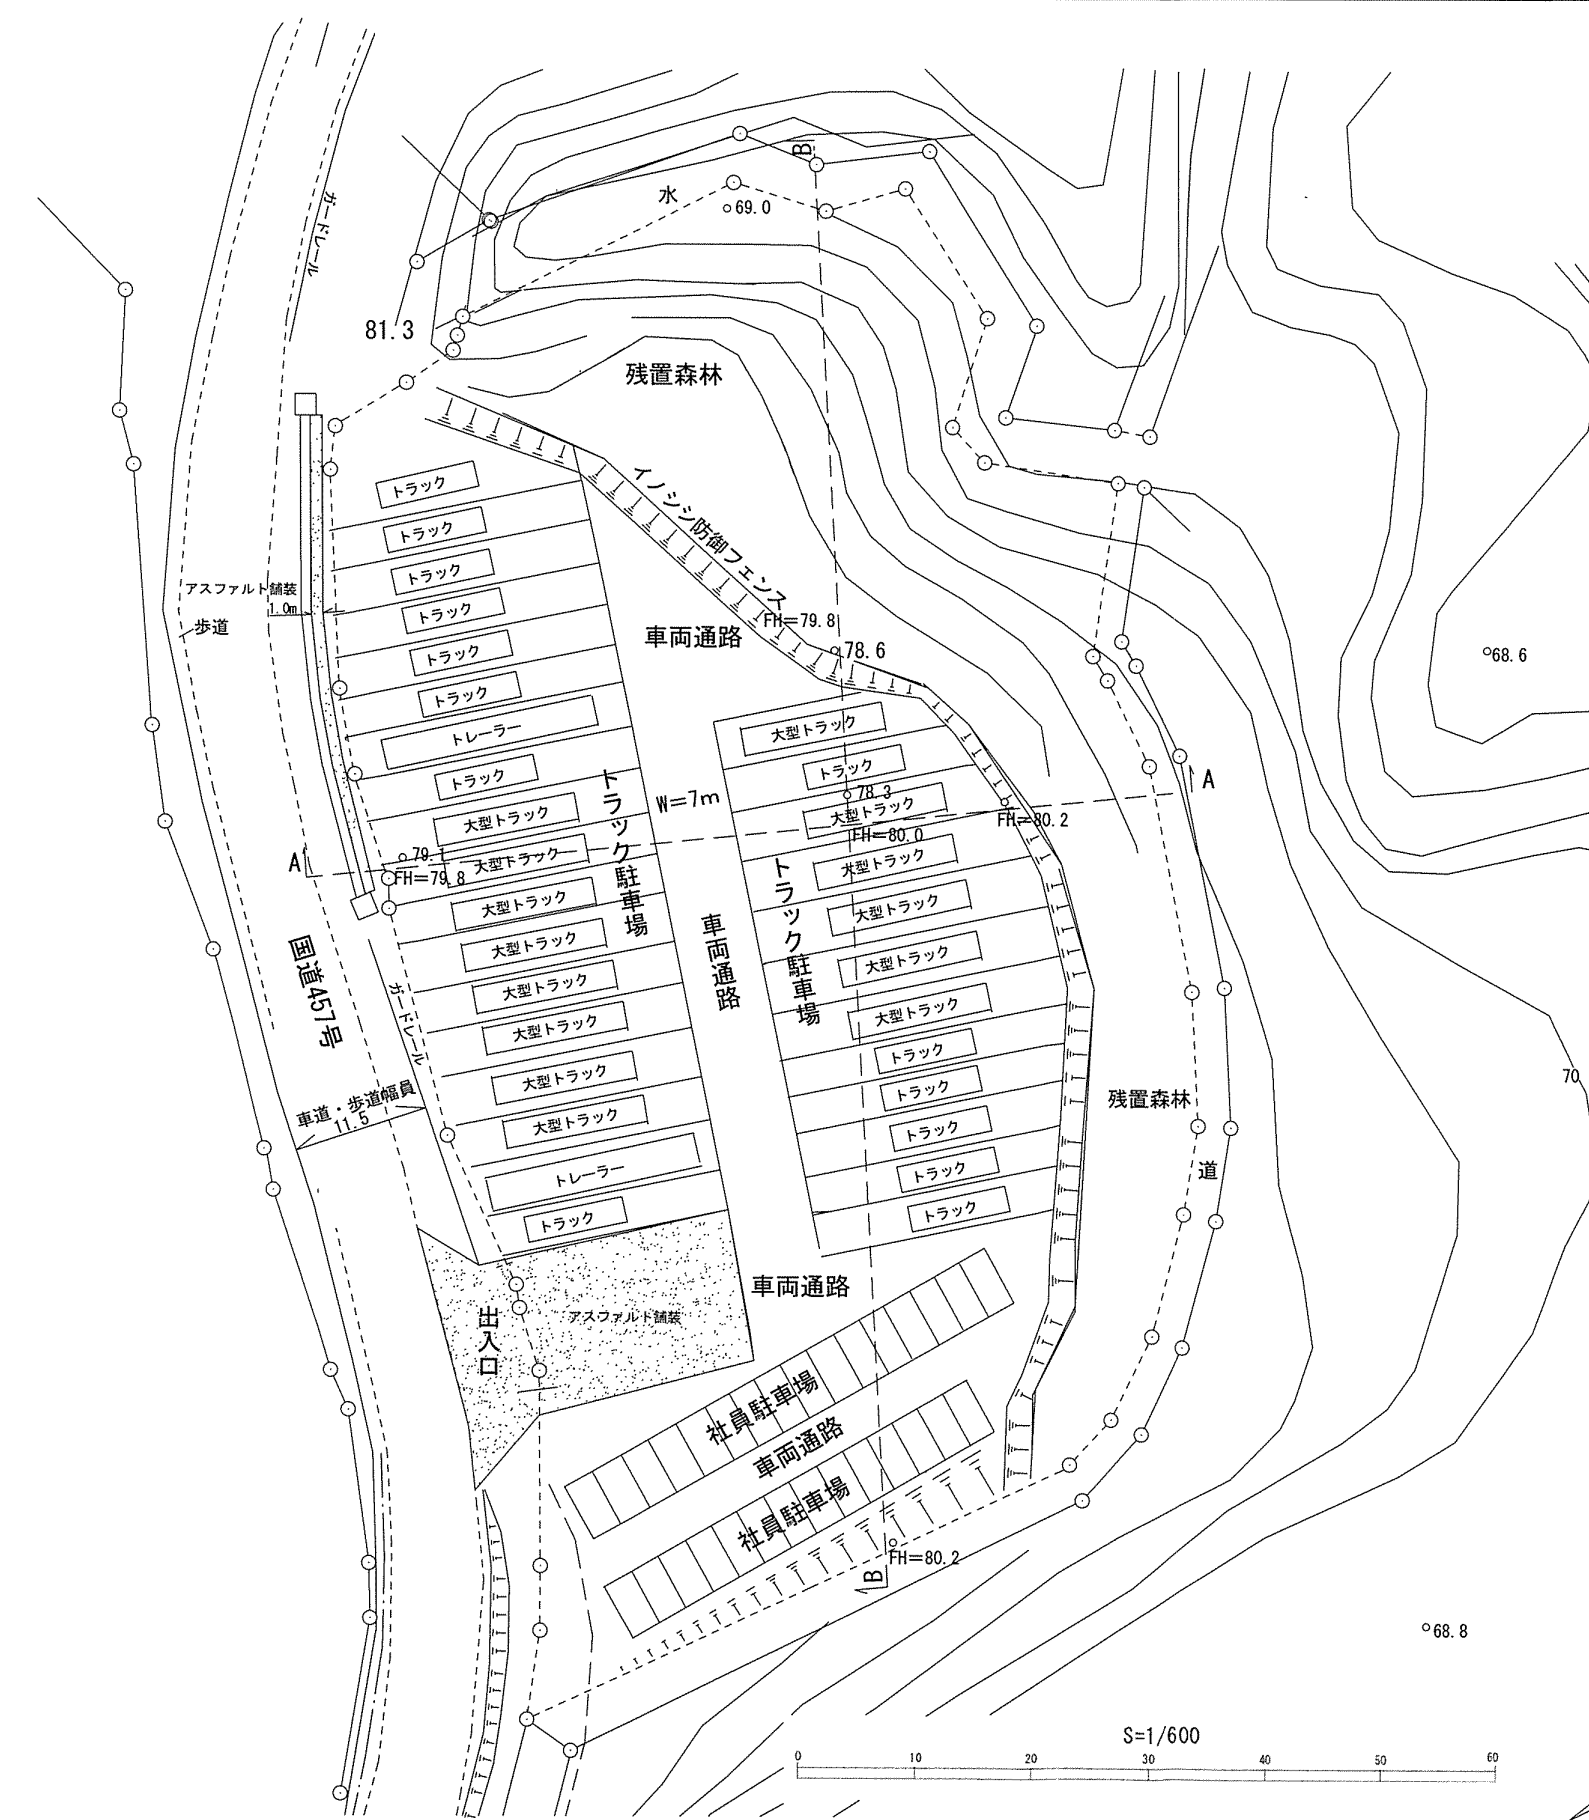 B
水
69.0
ガードレール
81.3
残置森林
イノシシ防御フェンス
トラック
トラック
トラック
トラック
トラック
トラック
トレーラー
トラック
大型トラック
大型トラック
大型トラック
大型トラック
大型トラック
大型トラック
大型トラック
大型トラック
トレーラー
トラック
アスファルト舗装
1.0m
歩道
車両通路
FH=79.8
78.6
68.6
大型トラック
トラック
大型トラック
大型トラック
大型トラック
大型トラック
大型トラック
トラック
トラック
トラック
トラック
トラック
トラック駐車場
W=7m
78.3
FH=80.0
FH=80.2
A
A
79.1
FH=79.8
トラック駐車場
車両通路
国道457号
ガードレール
車道・歩道幅員
11.5
残置森林
70
道
車両通路
出入口
アスファルト舗装
社員駐車場
車両通路
社員駐車場
FH=80.2
B
68.8
S=1/600
0 10 20 30 40 50 60